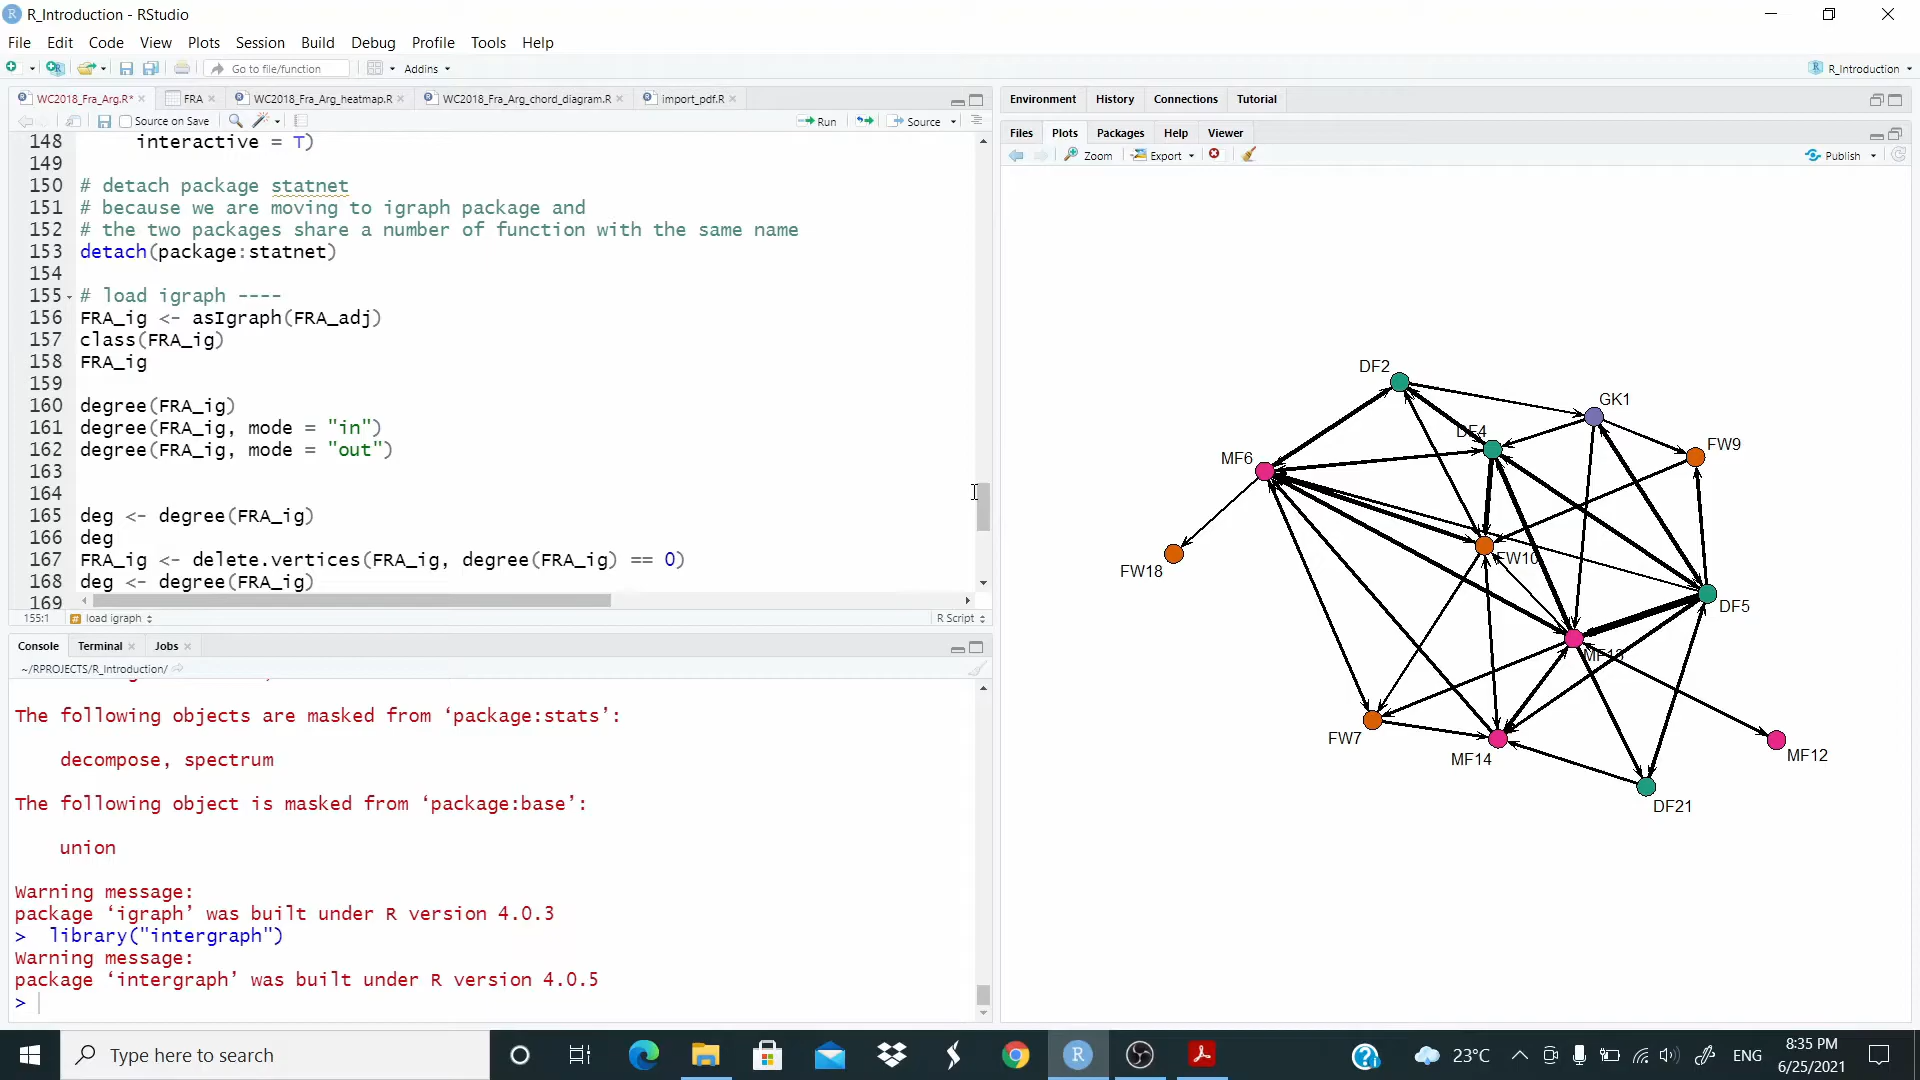 R_Introduction - RStudio
File Edit Code View Plots Session Build Debug Profile Tools Help
Go to file/function Addins R_Introduction
WC2018_Fra_Arg.R* FRA WC2018_Fra_Arg_heatmap.R WC2018_Fra_Arg_chord_diagram.R import_pdf.R
Source on Save Run Source
148 interactive = T)
149
150 # detach package statnet
151 # because we are moving to igraph package and
152 # the two packages share a number of function with the same name
153 detach(package:statnet)
154
155 # load igraph ----
156 FRA_ig <- asIgraph(FRA_adj)
157 class(FRA_ig)
158 FRA_ig
159
160 degree(FRA_ig)
161 degree(FRA_ig, mode = "in")
162 degree(FRA_ig, mode = "out")
163
164
165 deg <- degree(FRA_ig)
166 deg
167 FRA_ig <- delete.vertices(FRA_ig, degree(FRA_ig) == 0)
168 deg <- degree(FRA_ig)
169
155:1 load igraph R Script
Console Terminal Jobs
~/RPROJECTS/R_Introduction/
The following objects are masked from ‘package:stats’:
decompose, spectrum
The following object is masked from ‘package:base’:
union
Warning message:
package ‘igraph’ was built under R version 4.0.3
> library("intergraph")
Warning message:
package ‘intergraph’ was built under R version 4.0.5
>
Environment History Connections Tutorial
Files Plots Packages Help Viewer
Zoom Export Publish
DF2
GK1
DF4
FW9
MF6
FW10
FW18
DF5
MF13
FW7
MF14
MF12
DF21
Type here to search
23°C ENG
8:35 PM
6/25/2021